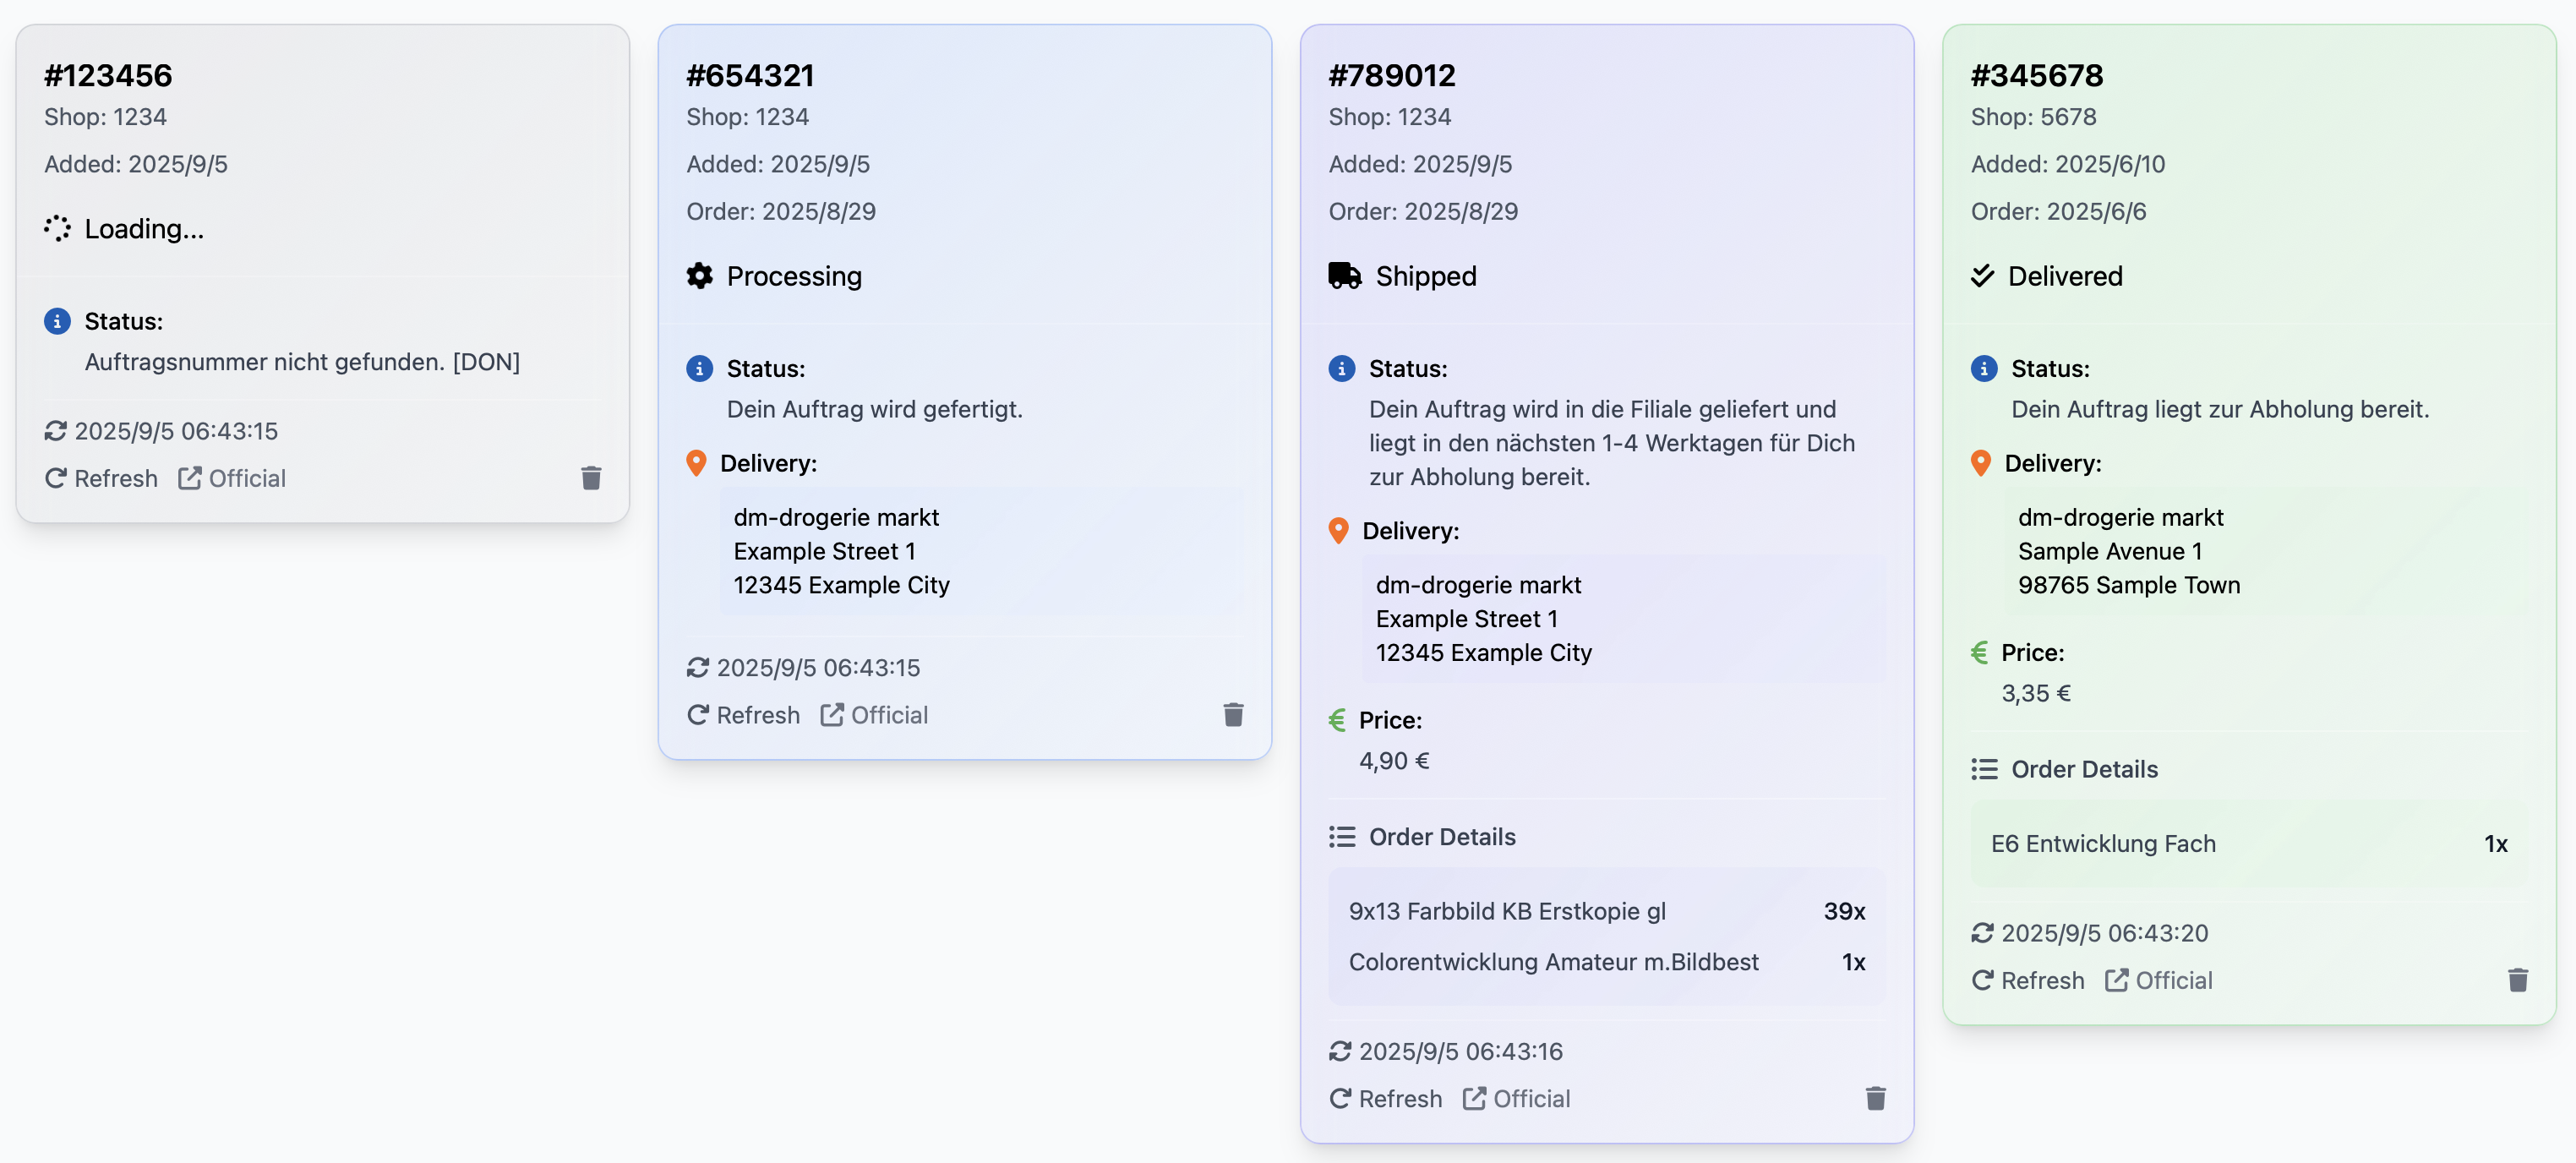 #123456
Shop: 1234
Added: 2025/9/5
Loading...
Status:
Auftragsnummer nicht gefunden. [DON]
2025/9/5 06:43:15
Refresh Official
#654321
Shop: 1234
Added: 2025/9/5
Order: 2025/8/29
Processing
Status:
Dein Auftrag wird gefertigt.
Delivery:
dm-drogerie markt
Example Street 1
12345 Example City
2025/9/5 06:43:15
Refresh Official
#789012
Shop: 1234
Added: 2025/9/5
Order: 2025/8/29
Shipped
Status:
Dein Auftrag wird in die Filiale geliefert und
liegt in den nächsten 1-4 Werktagen für Dich
zur Abholung bereit.
Delivery:
dm-drogerie markt
Example Street 1
12345 Example City
€ Price:
4,90 €
Order Details
9x13 Farbbild KB Erstkopie gl 39x
Colorentwicklung Amateur m.Bildbest 1x
2025/9/5 06:43:16
Refresh Official
#345678
Shop: 5678
Added: 2025/6/10
Order: 2025/6/6
Delivered
Status:
Dein Auftrag liegt zur Abholung bereit.
Delivery:
dm-drogerie markt
Sample Avenue 1
98765 Sample Town
€ Price:
3,35 €
Order Details
E6 Entwicklung Fach 1x
2025/9/5 06:43:20
Refresh Official